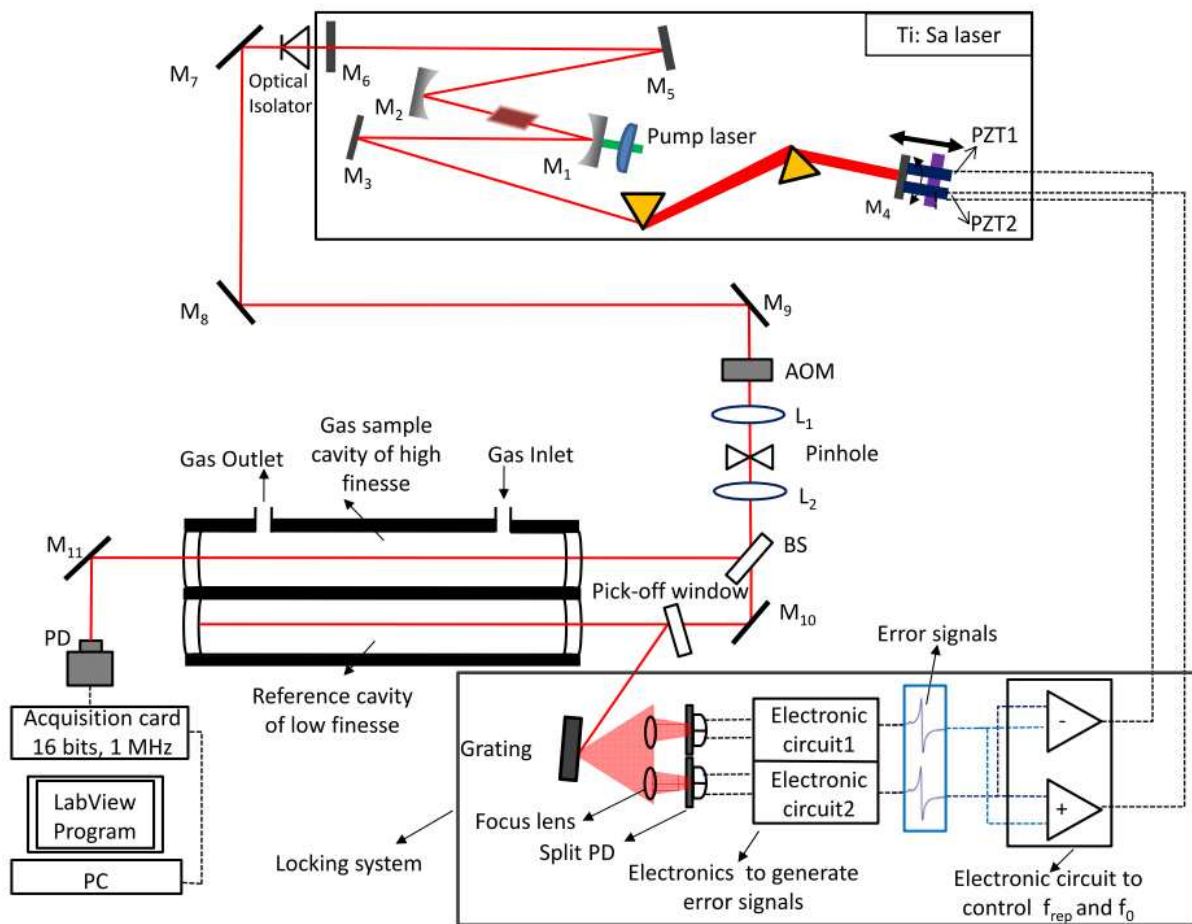 Ti: Sa laser
M7
Optical
Isolator
M6
M5
M2
Pump laser
M1
M3
PZT1
M4
PZT2
M8
M9
AOM
L1
Gas sample
cavity of high
finesse
Gas Outlet
Gas Inlet
Pinhole
L2
M11
BS
Pick-off window
M10
PD
Error signals
Reference cavity
of low finesse
Acquisition card
16 bits, 1 MHz
Grating
Electronic
circuit1
-
Electronic
circuit2
+
LabView
Program
Focus lens
Split PD
Locking system
PC
Electronics to generate
error signals
Electronic circuit to
control frep and f0